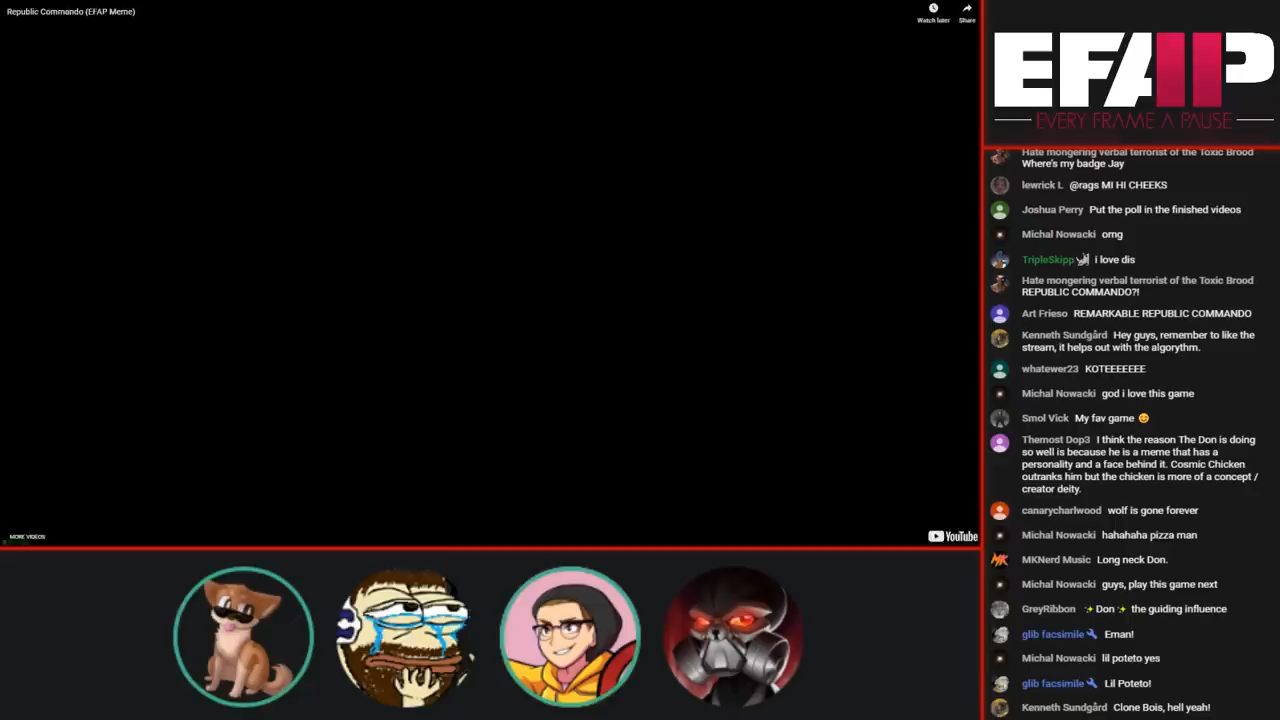 Republic Commando (EFAP Meme)
Watch later
Share
MORE VIDEOS
YouTube
EFAP
EVERY FRAME A PAUSE
Hate mongering verbal terrorist of the Toxic Brood
Where's my badge Jay
lewrick L @rags MI HI CHEEKS
Joshua Perry Put the poll in the finished videos
Michal Nowacki omg
TripleSkipp i love dis
Hate mongering verbal terrorist of the Toxic Brood
REPUBLIC COMMANDO?!
Art Frieso REMARKABLE REPUBLIC COMMANDO
Kenneth Sundgård Hey guys, remember to like the
stream, it helps out with the algorythm.
whatewer23 KOTEEEEEEE
Michal Nowacki god i love this game
Smol Vick My fav game 😊
Themost Dop3 I think the reason The Don is doing
so well is because he is a meme that has a
personality and a face behind it. Cosmic Chicken
outranks him but the chicken is more of a concept /
creator deity.
canarycharlwood wolf is gone forever
Michal Nowacki hahahaha pizza man
MKNerd Music Long neck Don.
Michal Nowacki guys, play this game next
GreyRibbon ✨Don✨ the guiding influence
glib facsimile Eman!
Michal Nowacki lil poteto yes
glib facsimile Lil Poteto!
Kenneth Sundgård Clone Bois, hell yeah!